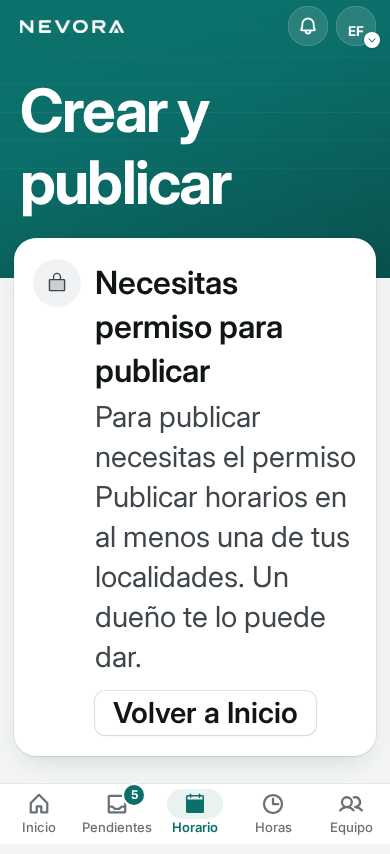 NEVORA
EF
Crear y
publicar
Necesitas
permiso para
publicar
Para publicar
necesitas el permiso
Publicar horarios en
al menos una de tus
localidades. Un
dueño te lo puede
dar.
Volver a Inicio
5
Inicio
Pendientes
Horario
Horas
Equipo